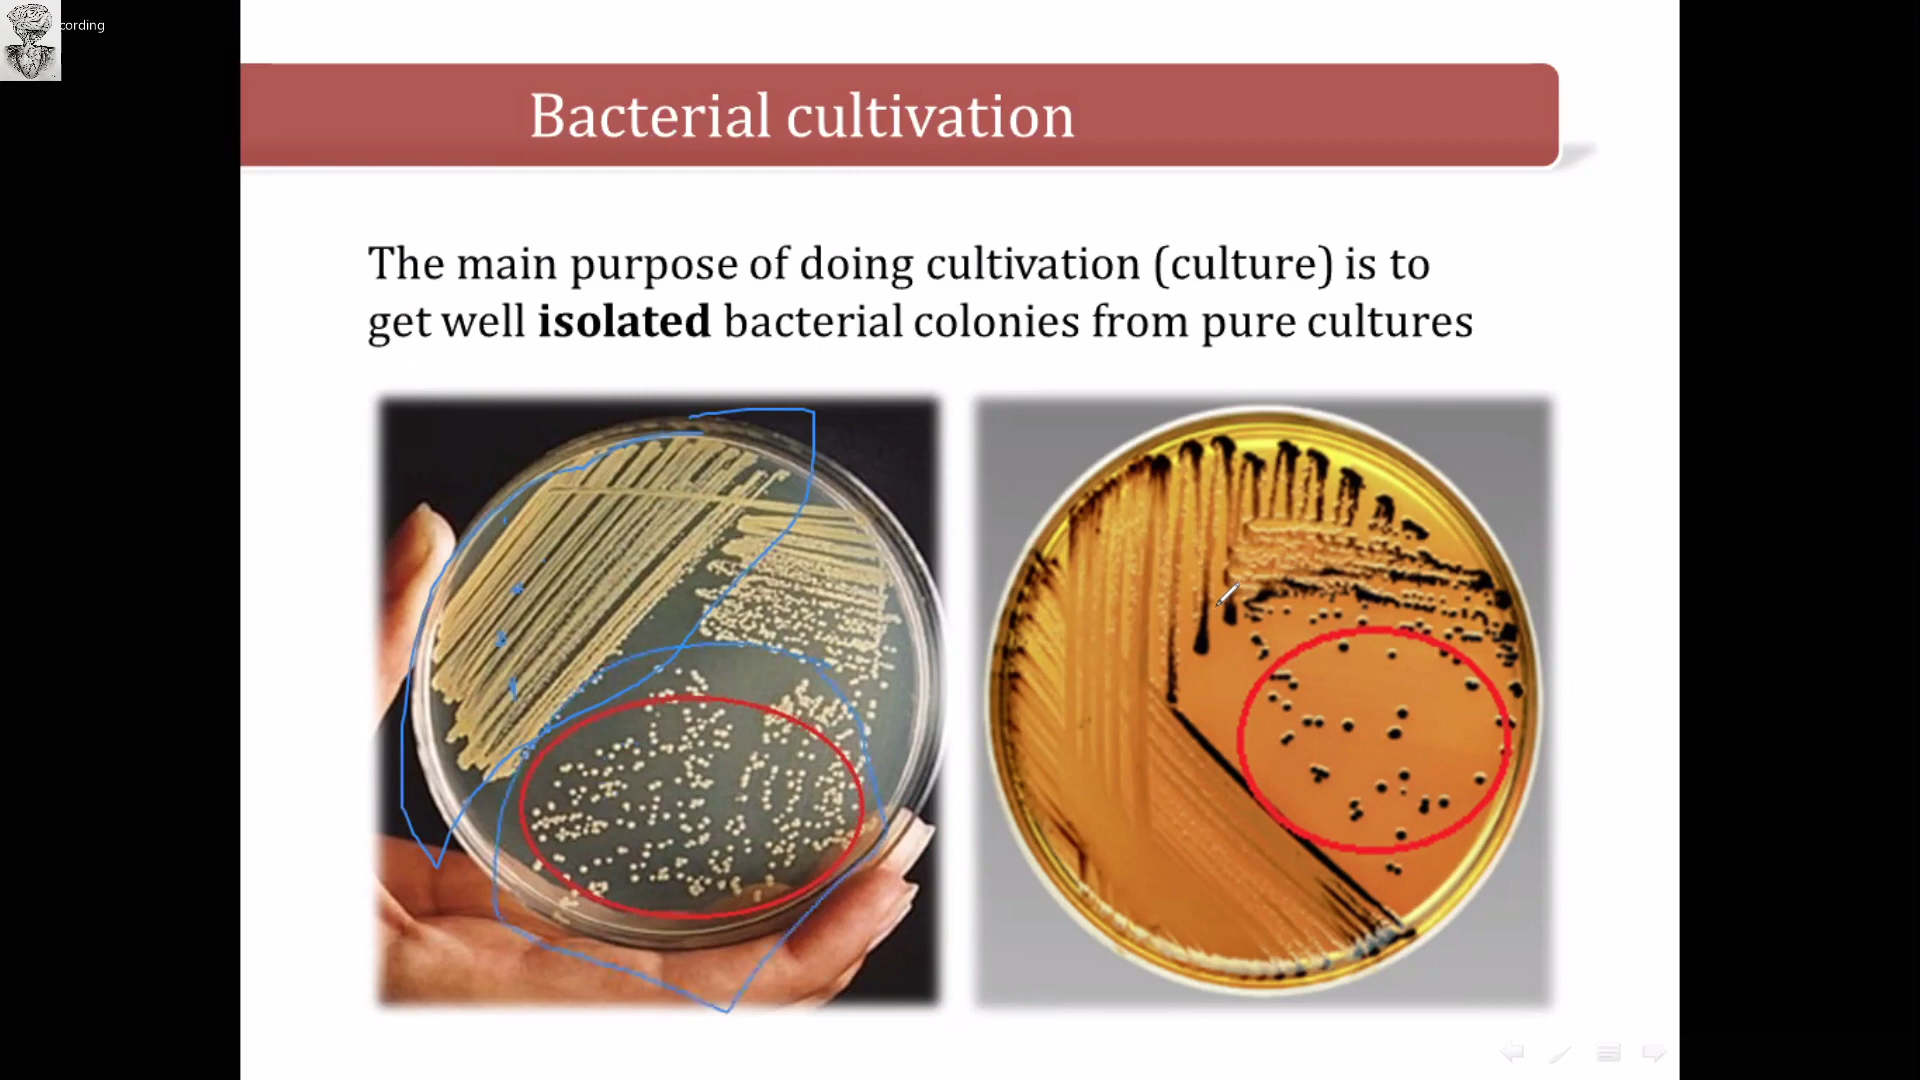 cording
Bacterial cultivation
The main purpose of doing cultivation (culture) is to
get well isolated bacterial colonies from pure cultures